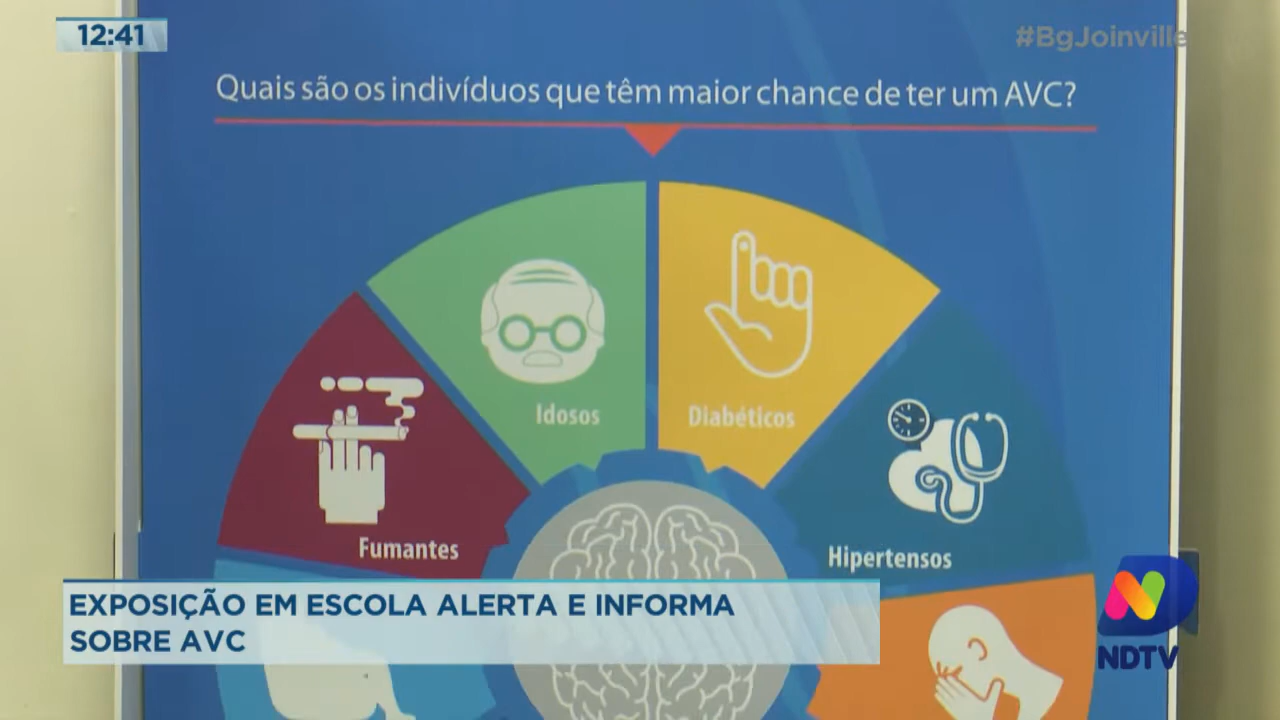 12:41
#BgJoinville
Quais são os indivíduos que têm maior chance de ter um AVC?
Idosos
Diabéticos
Fumantes
Hipertensos
EXPOSIÇÃO EM ESCOLA ALERTA E INFORMA
SOBRE AVC
NDTV